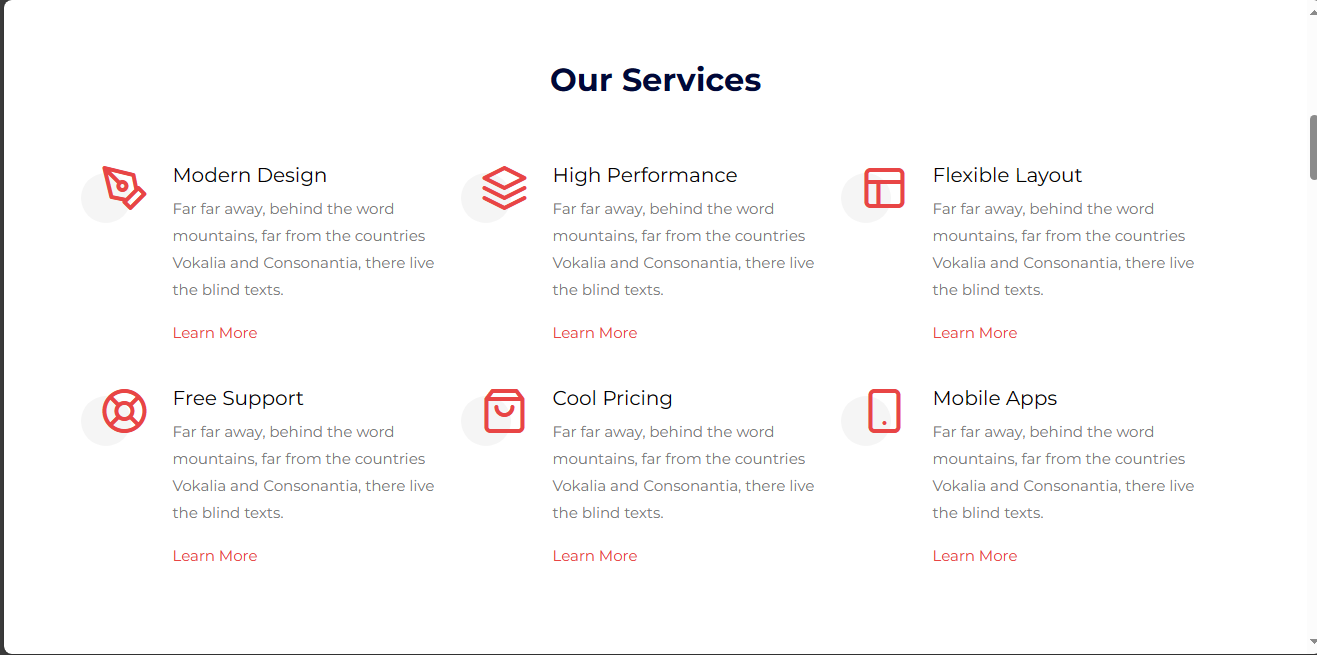 Our Services
Modern Design
Far far away, behind the word
mountains, far from the countries
Vokalia and Consonantia, there live
the blind texts.
Learn More
High Performance
Far far away, behind the word
mountains, far from the countries
Vokalia and Consonantia, there live
the blind texts.
Learn More
Flexible Layout
Far far away, behind the word
mountains, far from the countries
Vokalia and Consonantia, there live
the blind texts.
Learn More
Free Support
Far far away, behind the word
mountains, far from the countries
Vokalia and Consonantia, there live
the blind texts.
Learn More
Cool Pricing
Far far away, behind the word
mountains, far from the countries
Vokalia and Consonantia, there live
the blind texts.
Learn More
Mobile Apps
Far far away, behind the word
mountains, far from the countries
Vokalia and Consonantia, there live
the blind texts.
Learn More